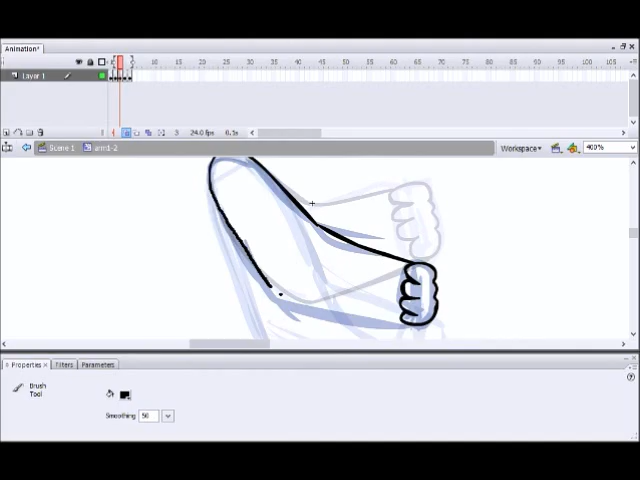 Animation*
5 10 15 20 25 30 35 40 45 50 55 60 65 70 75 80 85 90 95 100 105
Layer 1
3 24.0 fps 0.1s
Scene 1 arm1-2 Workspace 400%
Properties x Filters Parameters
Brush
Tool
Smoothing: 50